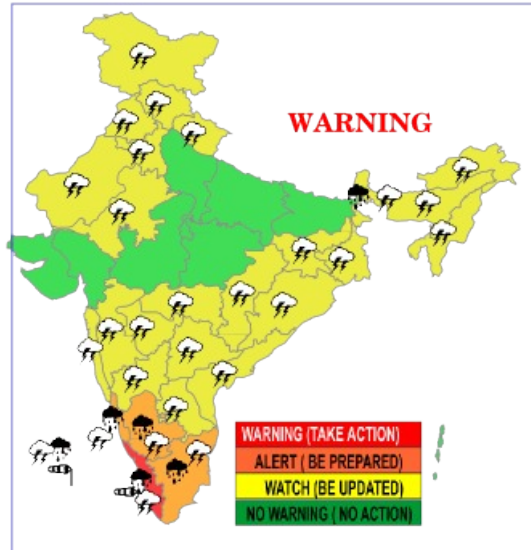 WARNING
WARNING (TAKE ACTION)
ALERT ( BE PREPARED)
WATCH (BE UPDATED)
NO WARNING ( NO ACTION)